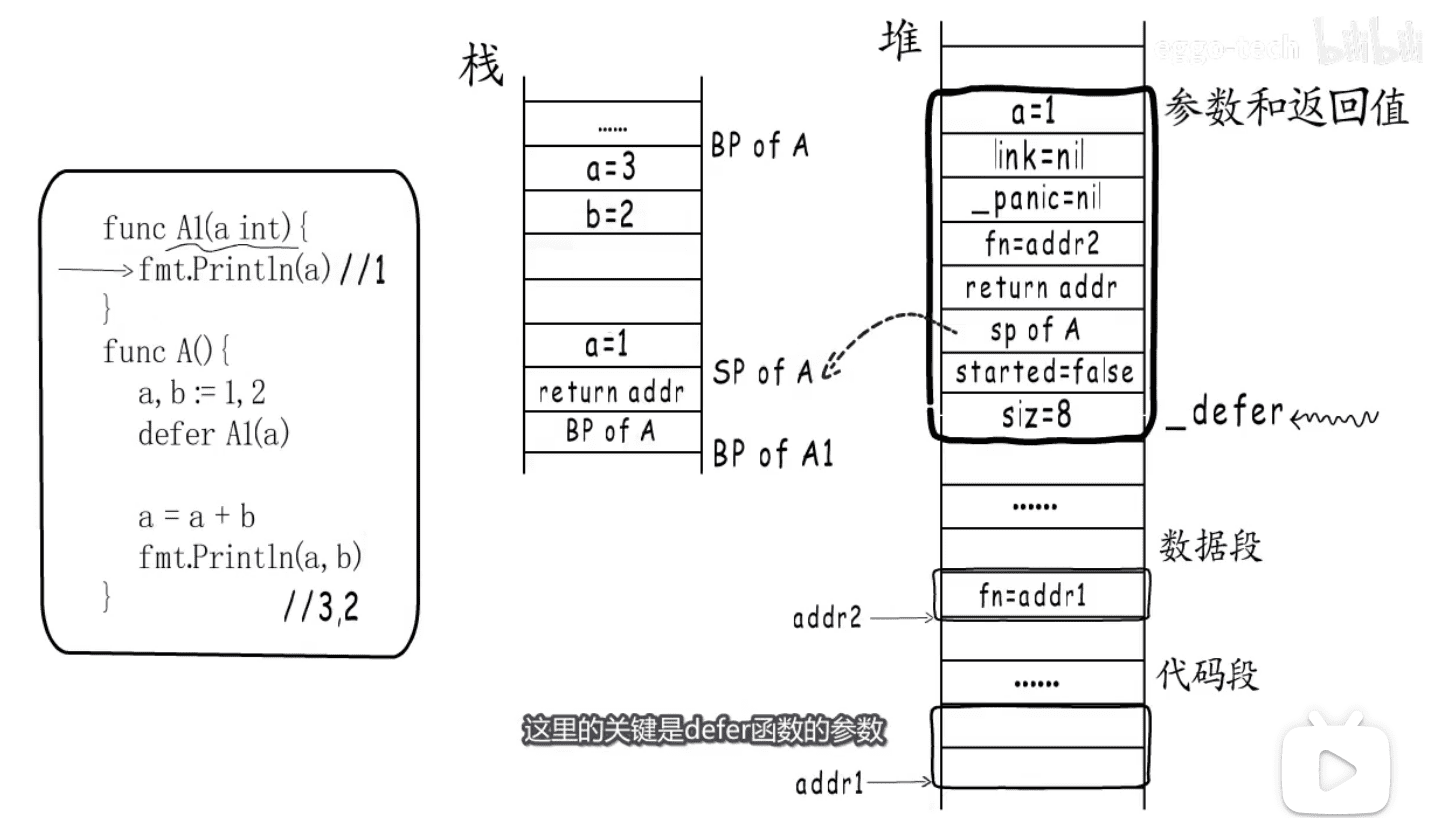 func A1(a int) {
fmt.Println(a) //1
}
func A() {
a, b := 1, 2
defer A1(a)
a = a + b
fmt.Println(a, b)
}
//3,2
栈
......
BP of A
a=3
b=2
a=1
SP of A
return addr
BP of A
BP of A1
堆
eggo-tech bilibili
a=1
参数和返回值
link=nil
_panic=nil
fn=addr2
return addr
sp of A
started=false
siz=8
_defer
......
数据段
fn=addr1
addr2
......
代码段
addr1
这里的关键是defer函数的参数